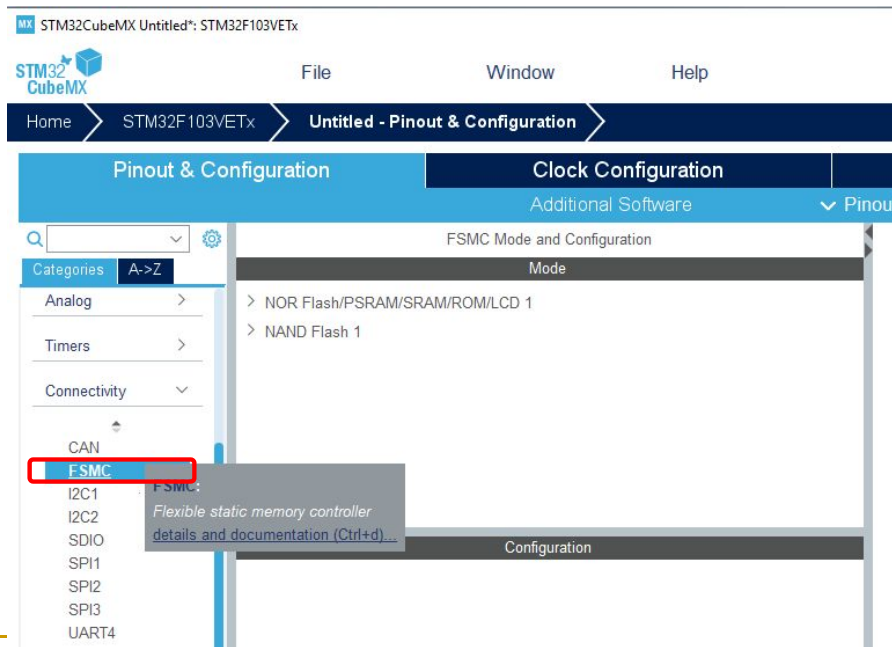 MX STM32CubeMX Untitled*: STM32F103VETx
STM32
CubeMX
File Window Help
Home STM32F103VETx Untitled - Pinout & Configuration
Pinout & Configuration Clock Configuration
Additional Software Pinou
FSMC Mode and Configuration
Categories A->Z
Mode
Analog
NOR Flash/PSRAM/SRAM/ROM/LCD 1
NAND Flash 1
Timers
Connectivity
CAN
FSMC
I2C1
FSMC:
I2C2
Flexible static memory controller
SDIO
details and documentation (Ctrl+d)...
Configuration
SPI1
SPI2
SPI3
UART4